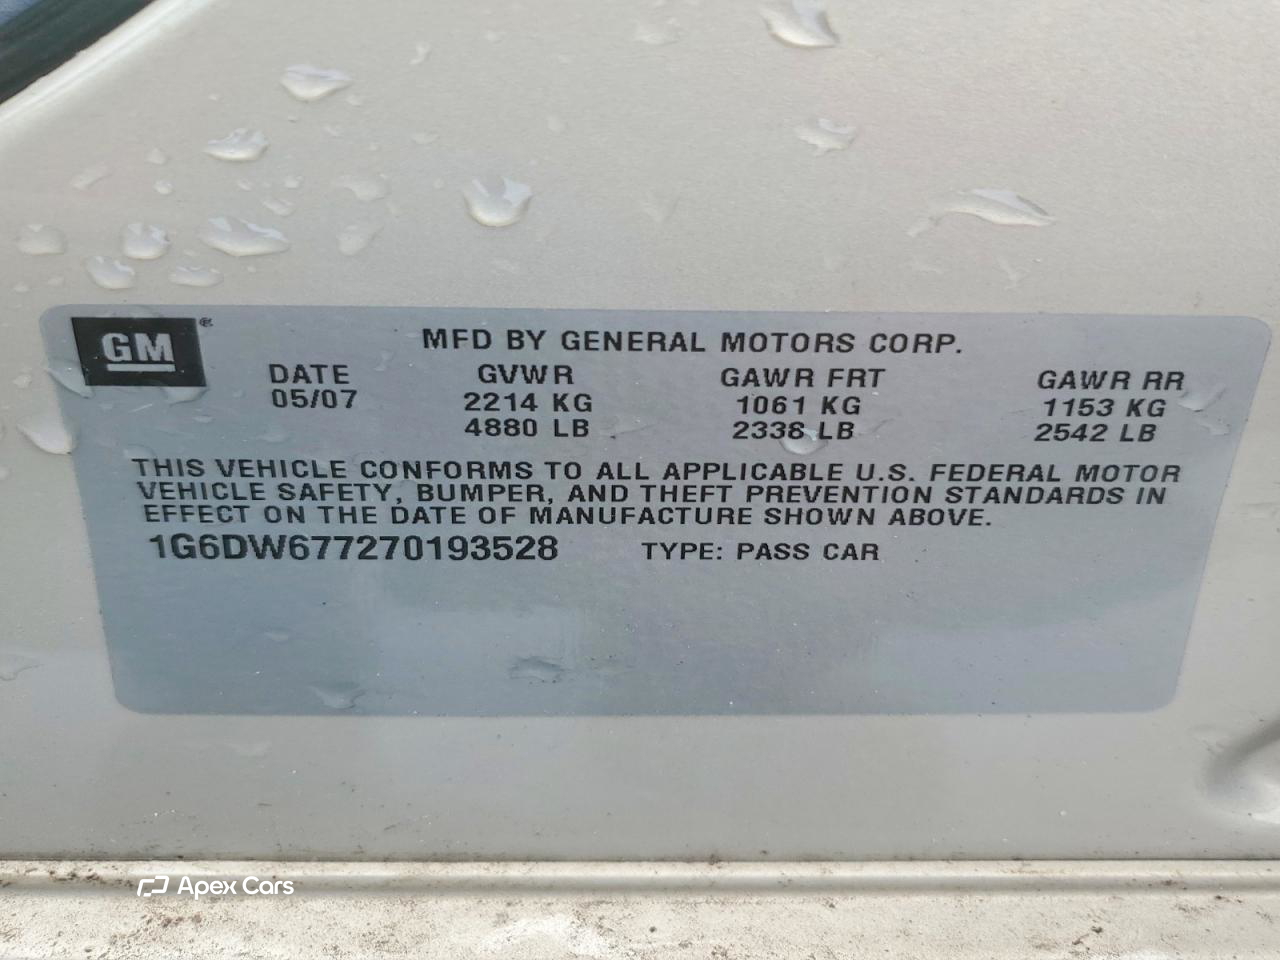 GM ®
MFD BY GENERAL MOTORS CORP.
DATE GVWR GAWR FRT GAWR RR
05/07 2214 KG 1061 KG 1153 KG
4880 LB 2338 LB 2542 LB
THIS VEHICLE CONFORMS TO ALL APPLICABLE U.S. FEDERAL MOTOR
VEHICLE SAFETY, BUMPER, AND THEFT PREVENTION STANDARDS IN
EFFECT ON THE DATE OF MANUFACTURE SHOWN ABOVE.
1G6DW677270193528 TYPE: PASS CAR
Apex Cars